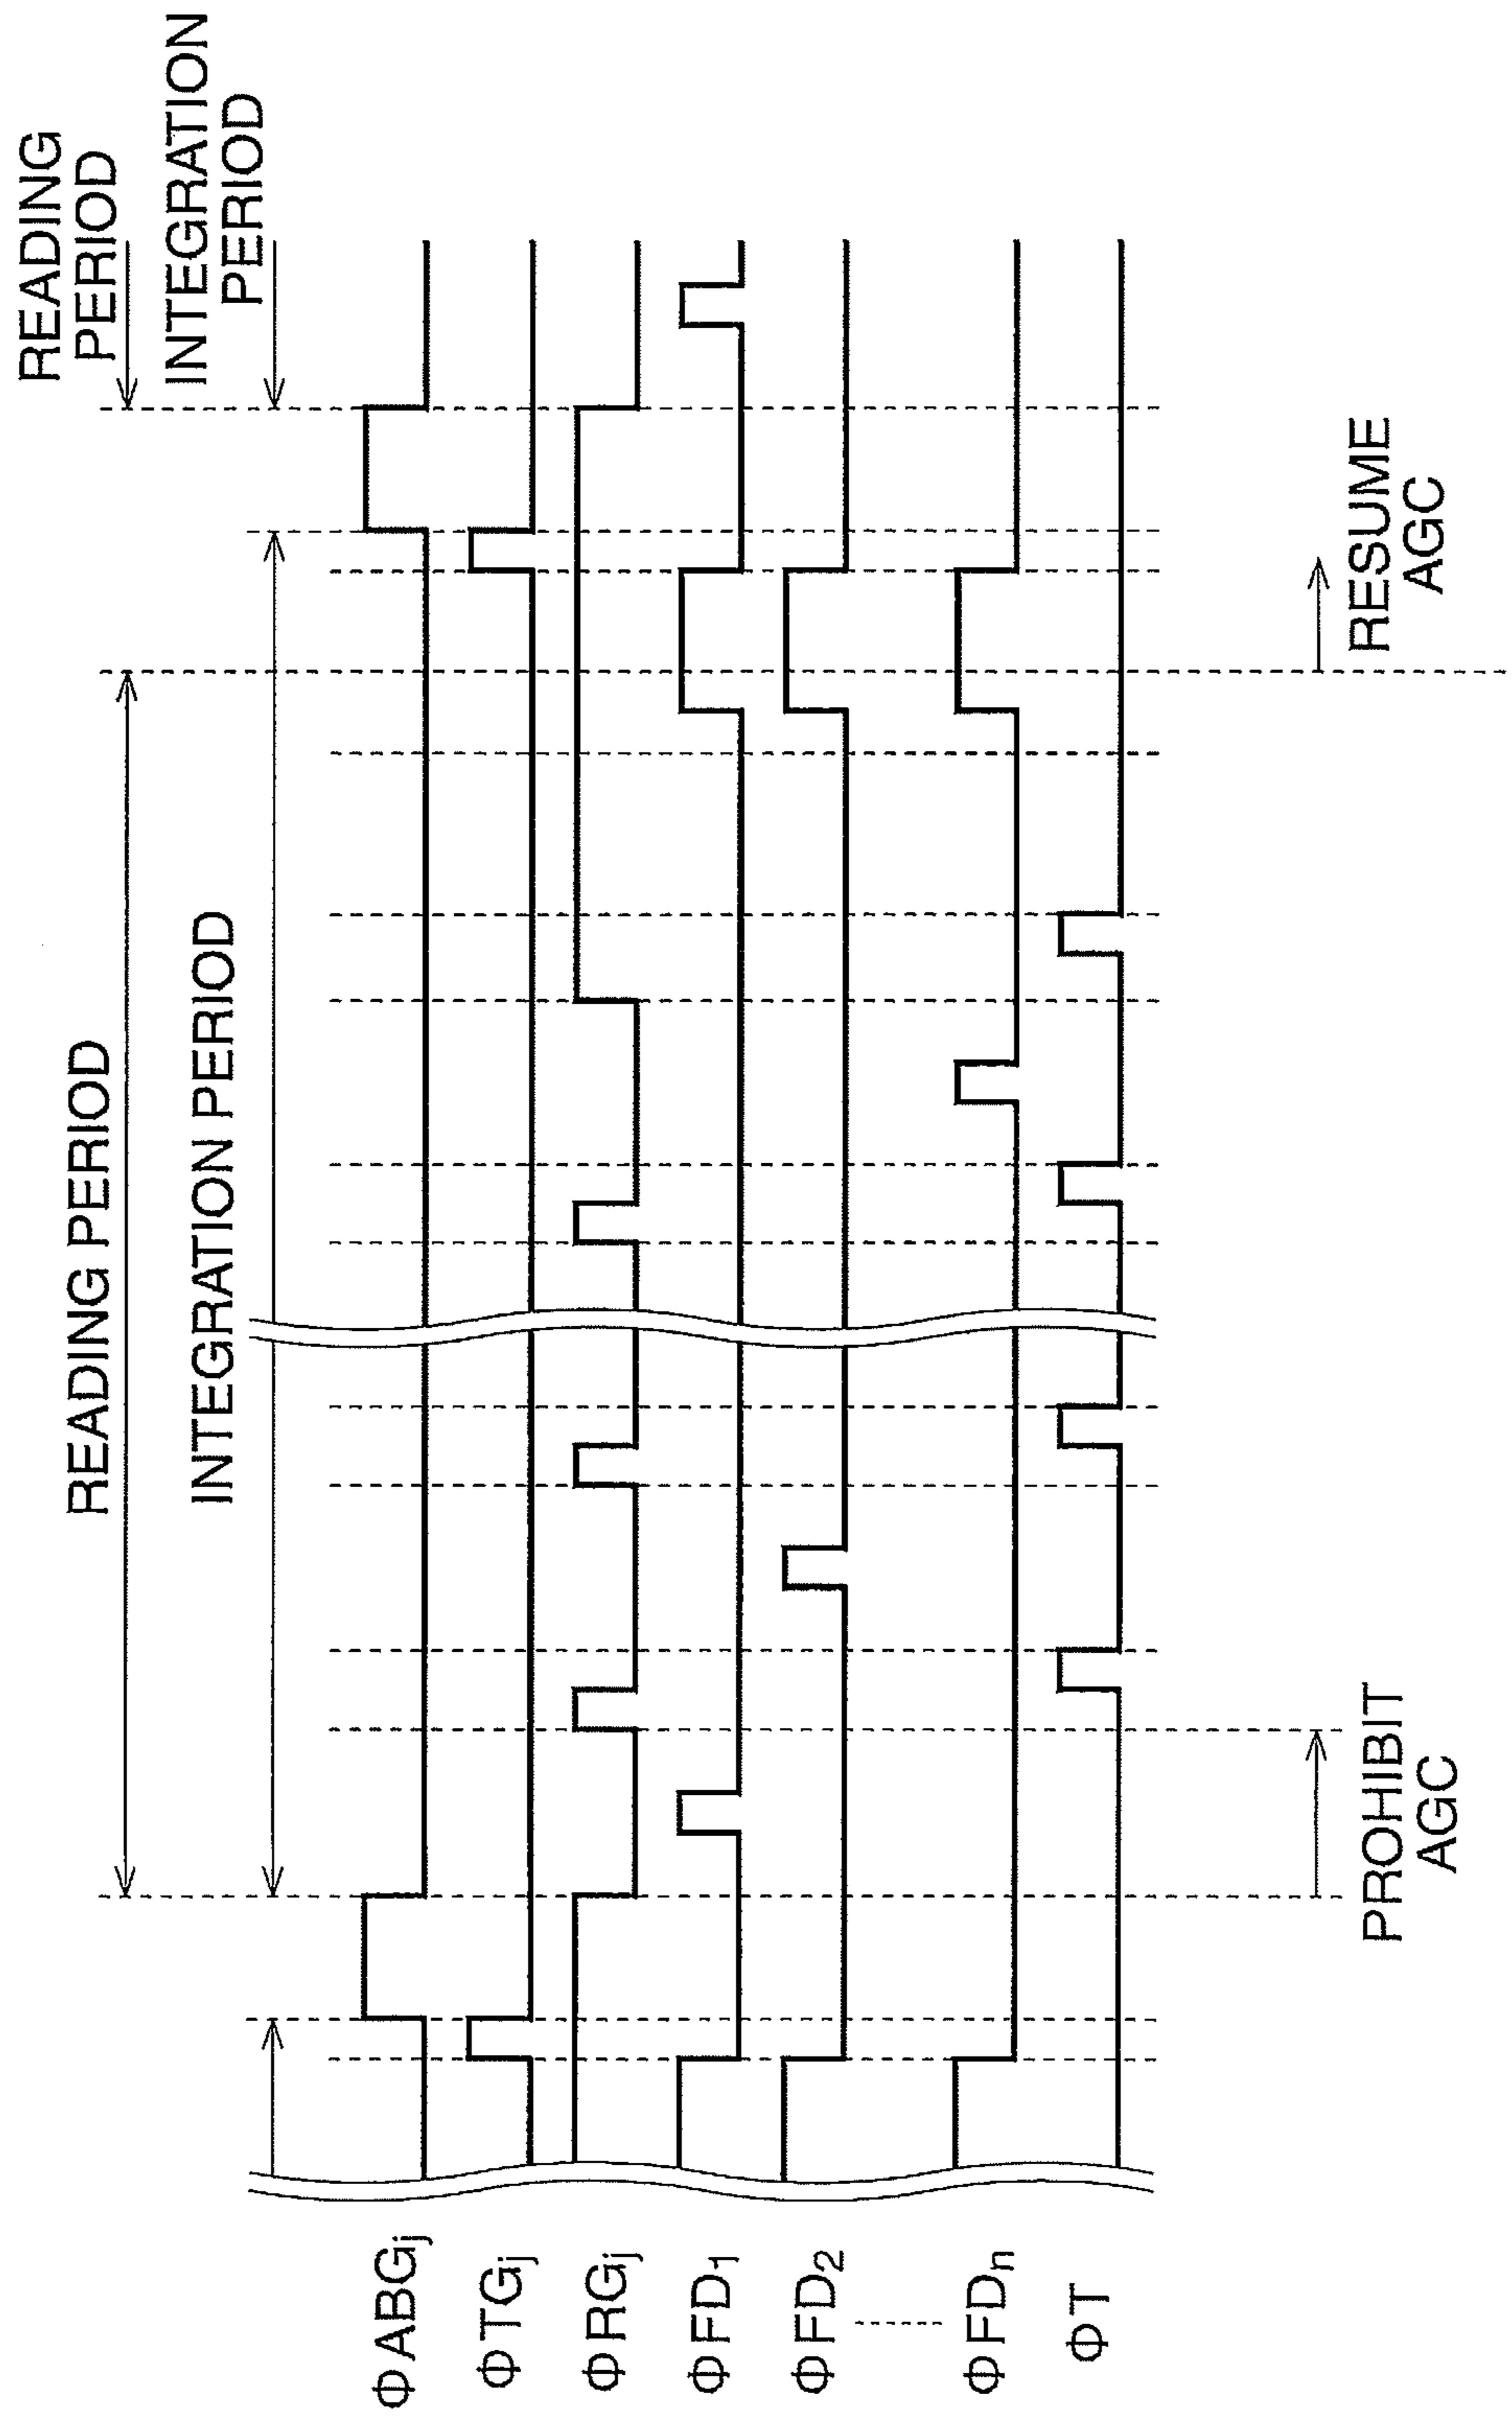 READING
PERIOD
READING PERIOD
INTEGRATION
PERIOD
INTEGRATION PERIOD
ΦABGj
ΦTGj
ΦRGj
ΦFD1
ΦFD2
ΦFDn
ΦT
PROHIBIT
AGC
RESUME
AGC